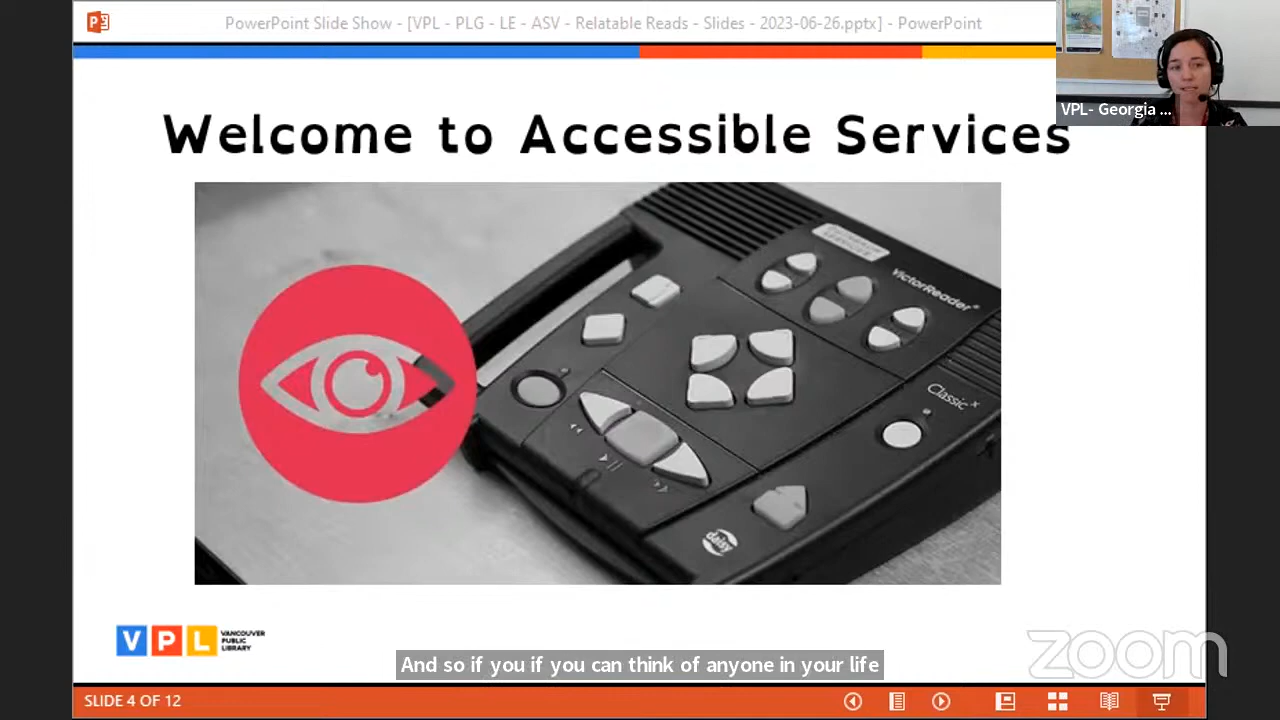 PowerPoint Slide Show - [VPL - PLG - LE - ASV - Relatable Reads - Slides - 2023-06-26.pptx] - PowerPoint
VPL- Georgia ...
Welcome to Accessible Services
VictorReader
Classic x
daisy
VPL VANCOUVER
PUBLIC
LIBRARY
And so if you if you can think of anyone in your life
zoom
SLIDE 4 OF 12